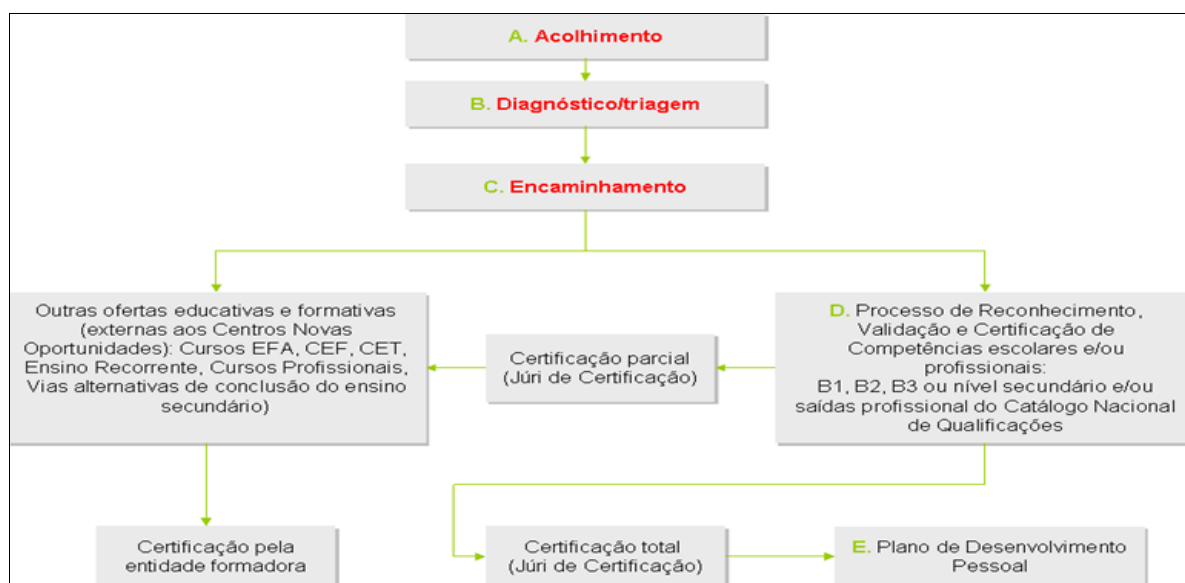 A. Acolhimento
B. Diagnóstico/triagem
C. Encaminhamento
Outras ofertas educativas e formativas
(externas aos Centros Novas
Oportunidades): Cursos EFA, CEF, CET,
Ensino Recorrente, Cursos Profissionais,
Vias alternativas de conclusão do ensino
secundário)
Certificação parcial
(Júri de Certificação)
D. Processo de Reconhecimento,
Validação e Certificação de
Competências escolares e/ou
profissionais:
B1, B2, B3 ou nível secundário e/ou
saídas profissional do Catálogo Nacional
de Qualificações
Certificação pela
entidade formadora
Certificação total
(Júri de Certificação)
E. Plano de Desenvolvimento
Pessoal